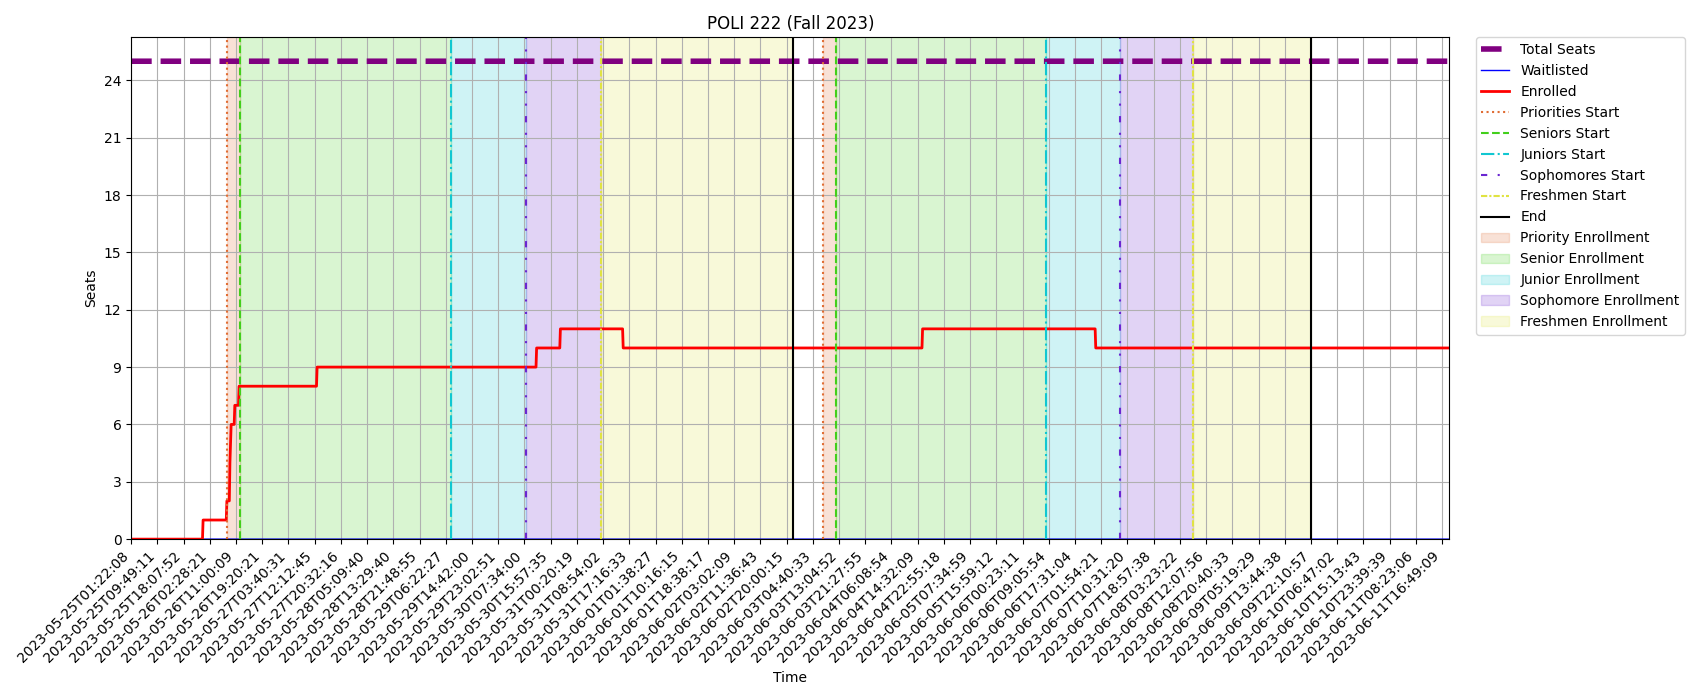 POLI 222 (Fall 2023)
Seats
24
21
18
15
12
9
6
3
0
2023-05-25T01:22:08
2023-05-25T09:49:11
2023-05-25T18:07:52
2023-05-26T02:28:21
2023-05-26T11:00:09
2023-05-26T19:20:21
2023-05-27T03:40:31
2023-05-27T12:12:45
2023-05-27T20:32:16
2023-05-28T05:09:40
2023-05-28T13:29:40
2023-05-28T21:48:55
2023-05-29T06:22:27
2023-05-29T14:42:00
2023-05-29T23:02:51
2023-05-30T07:34:00
2023-05-30T15:57:35
2023-05-31T00:20:19
2023-05-31T08:54:02
2023-05-31T17:16:33
2023-06-01T01:38:27
2023-06-01T10:16:15
2023-06-01T18:38:17
2023-06-02T03:02:09
2023-06-02T11:36:43
2023-06-02T20:00:15
2023-06-03T04:40:33
2023-06-03T13:04:52
2023-06-03T21:27:55
2023-06-04T06:08:54
2023-06-04T14:32:09
2023-06-04T22:55:18
2023-06-05T07:34:59
2023-06-05T15:59:12
2023-06-06T00:23:11
2023-06-06T09:05:54
2023-06-06T17:31:04
2023-06-07T01:54:21
2023-06-07T10:31:20
2023-06-07T18:57:38
2023-06-08T03:23:22
2023-06-08T12:07:56
2023-06-08T20:40:33
2023-06-09T05:19:29
2023-06-09T13:44:38
2023-06-09T22:10:57
2023-06-10T06:47:02
2023-06-10T15:13:43
2023-06-10T23:39:39
2023-06-11T08:23:06
2023-06-11T16:49:09
Time
Total Seats
Waitlisted
Enrolled
Priorities Start
Seniors Start
Juniors Start
Sophomores Start
Freshmen Start
End
Priority Enrollment
Senior Enrollment
Junior Enrollment
Sophomore Enrollment
Freshmen Enrollment